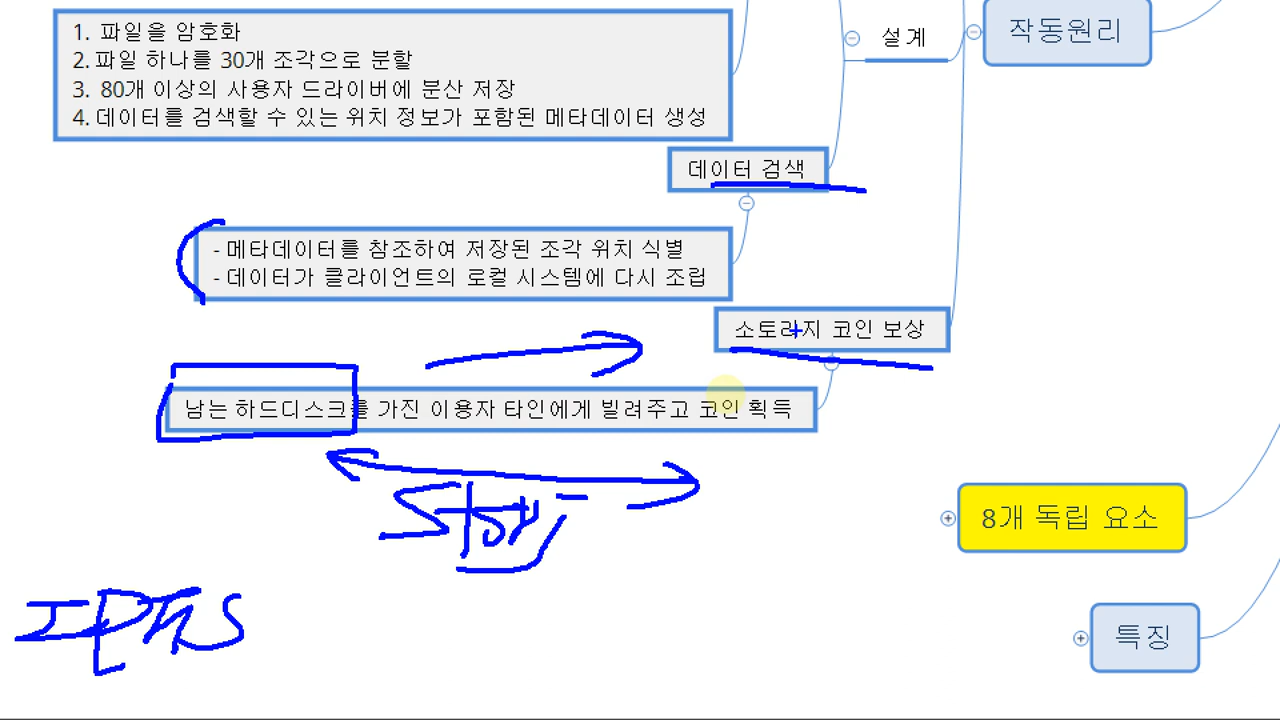 1. 파일을 암호화
2. 파일 하나를 30개 조각으로 분할
3. 80개 이상의 사용자 드라이버에 분산 저장
4. 데이터를 검색할 수 있는 위치 정보가 포함된 메타데이터 생성
설계
작동원리
데이터 검색
- 메타데이터를 참조하여 저장된 조각 위치 식별
- 데이터가 클라이언트의 로컬 시스템에 다시 조립
소토라지 코인 보상
남는 하드디스크를 가진 이용자 타인에게 빌려주고 코인 획득
8개 독립 요소
특징